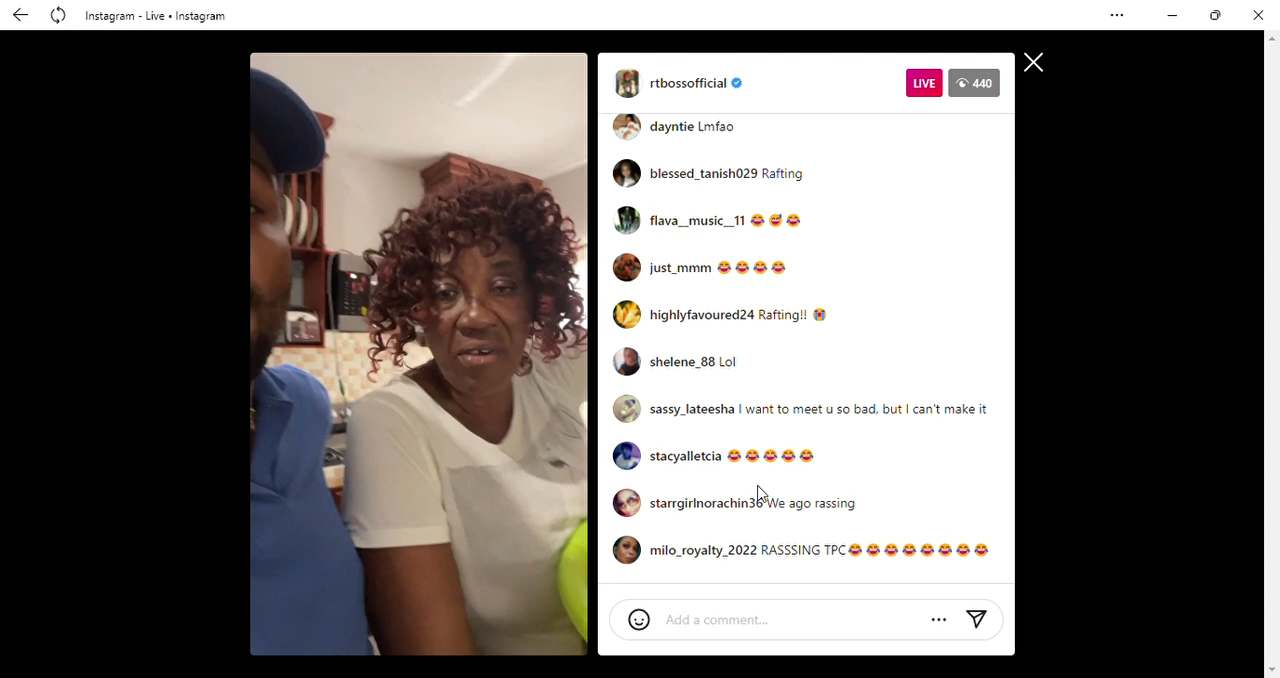 Instagram - Live • Instagram
rtbossofficial
LIVE 440
dayntie Lmfao
blessed_tanish029 Rafting
flava__music__11 😂 😅 😂
just_mmm 😂 😂 😂 😂
highlyfavoured24 Rafting!! 😭
shelene_88 Lol
sassy_lateesha I want to meet u so bad, but I can't make it
stacyalletcia 😂 😂 😂 😂 😂
starrgirlnorachin36 We ago rassing
milo_royalty_2022 RASSSING TPC😂 😂 😂 😂 😂 😂 😂 😂
Add a comment...